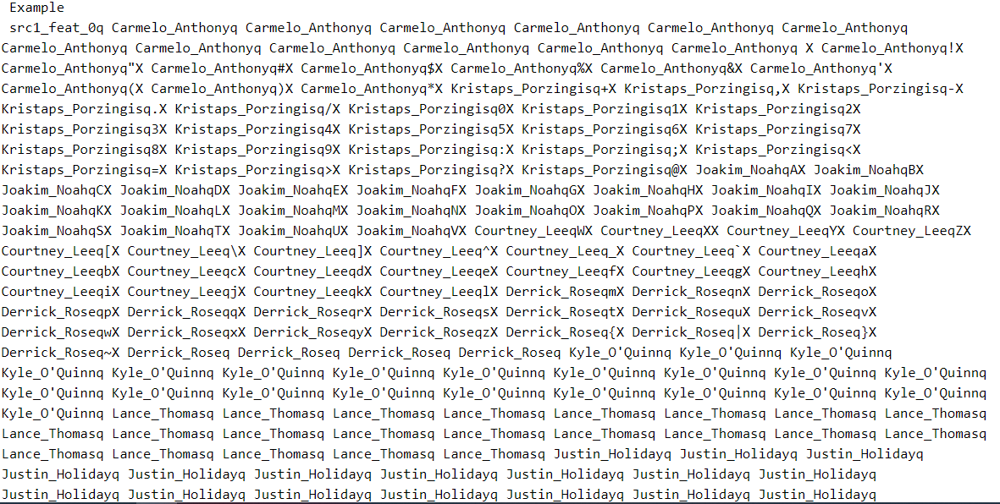 Example
src1_feat_0q Carmelo_Anthonyq Carmelo_Anthonyq Carmelo_Anthonyq Carmelo_Anthonyq Carmelo_Anthonyq Carmelo_Anthonyq
Carmelo_Anthonyq Carmelo_Anthonyq Carmelo_Anthonyq Carmelo_Anthonyq Carmelo_Anthonyq Carmelo_Anthonyq X Carmelo_Anthonyq!X
Carmelo_Anthonyq"X Carmelo_Anthonyq#X Carmelo_Anthonyq$X Carmelo_Anthonyq%X Carmelo_Anthonyq&X Carmelo_Anthonyq'X
Carmelo_Anthonyq(X Carmelo_Anthonyq)X Carmelo_Anthonyq*X Kristaps_Porzingisq+X Kristaps_Porzingisq,X Kristaps_Porzingisq-X
Kristaps_Porzingisq.X Kristaps_Porzingisq/X Kristaps_Porzingisq0X Kristaps_Porzingisq1X Kristaps_Porzingisq2X
Kristaps_Porzingisq3X Kristaps_Porzingisq4X Kristaps_Porzingisq5X Kristaps_Porzingisq6X Kristaps_Porzingisq7X
Kristaps_Porzingisq8X Kristaps_Porzingisq9X Kristaps_Porzingisq:X Kristaps_Porzingisq;X Kristaps_Porzingisq<X
Kristaps_Porzingisq=X Kristaps_Porzingisq>X Kristaps_Porzingisq?X Kristaps_Porzingisq@X Joakim_NoahqAX Joakim_NoahqBX
Joakim_NoahqCX Joakim_NoahqDX Joakim_NoahqEX Joakim_NoahqFX Joakim_NoahqGX Joakim_NoahqHX Joakim_NoahqIX Joakim_NoahqJX
Joakim_NoahqKX Joakim_NoahqLX Joakim_NoahqMX Joakim_NoahqNX Joakim_NoahqOX Joakim_NoahqPX Joakim_NoahqQX Joakim_NoahqRX
Joakim_NoahqSX Joakim_NoahqTX Joakim_NoahqUX Joakim_NoahqVX Courtney_LeeqWX Courtney_LeeqXX Courtney_LeeqYX Courtney_LeeqZX
Courtney_Leeq[X Courtney_Leeq\X Courtney_Leeq]X Courtney_Leeq^X Courtney_Leeq_X Courtney_Leeq`X Courtney_LeeqaX
Courtney_LeeqbX Courtney_LeeqcX Courtney_LeeqdX Courtney_LeeqeX Courtney_LeeqfX Courtney_LeeqgX Courtney_LeeqhX
Courtney_LeeqiX Courtney_LeeqjX Courtney_LeeqkX Courtney_LeeqlX Derrick_RoseqmX Derrick_RoseqnX Derrick_RoseqoX
Derrick_RoseqpX Derrick_RoseqqX Derrick_RoseqrX Derrick_RoseqsX Derrick_RoseqtX Derrick_RosequX Derrick_RoseqvX
Derrick_RoseqwX Derrick_RoseqxX Derrick_RoseqyX Derrick_RoseqzX Derrick_Roseq{X Derrick_Roseq|X Derrick_Roseq}X
Derrick_Roseq~X Derrick_Roseq Derrick_Roseq Derrick_Roseq Derrick_Roseq Kyle_O'Quinnq Kyle_O'Quinnq Kyle_O'Quinnq
Kyle_O'Quinnq Kyle_O'Quinnq Kyle_O'Quinnq Kyle_O'Quinnq Kyle_O'Quinnq Kyle_O'Quinnq Kyle_O'Quinnq Kyle_O'Quinnq Kyle_O'Quinnq
Kyle_O'Quinnq Kyle_O'Quinnq Kyle_O'Quinnq Kyle_O'Quinnq Kyle_O'Quinnq Kyle_O'Quinnq Kyle_O'Quinnq Kyle_O'Quinnq Kyle_O'Quinnq
Kyle_O'Quinnq Lance_Thomasq Lance_Thomasq Lance_Thomasq Lance_Thomasq Lance_Thomasq Lance_Thomasq Lance_Thomasq Lance_Thomasq
Lance_Thomasq Lance_Thomasq Lance_Thomasq Lance_Thomasq Lance_Thomasq Lance_Thomasq Lance_Thomasq Lance_Thomasq Lance_Thomasq
Lance_Thomasq Lance_Thomasq Lance_Thomasq Lance_Thomasq Lance_Thomasq Justin_Holidayq Justin_Holidayq Justin_Holidayq
Justin_Holidayq Justin_Holidayq Justin_Holidayq Justin_Holidayq Justin_Holidayq Justin_Holidayq Justin_Holidayq
Justin_Holidayq Justin_Holidayq Justin_Holidayq Justin_Holidayq Justin_Holidayq Justin_Holidayq Justin_Holidayq